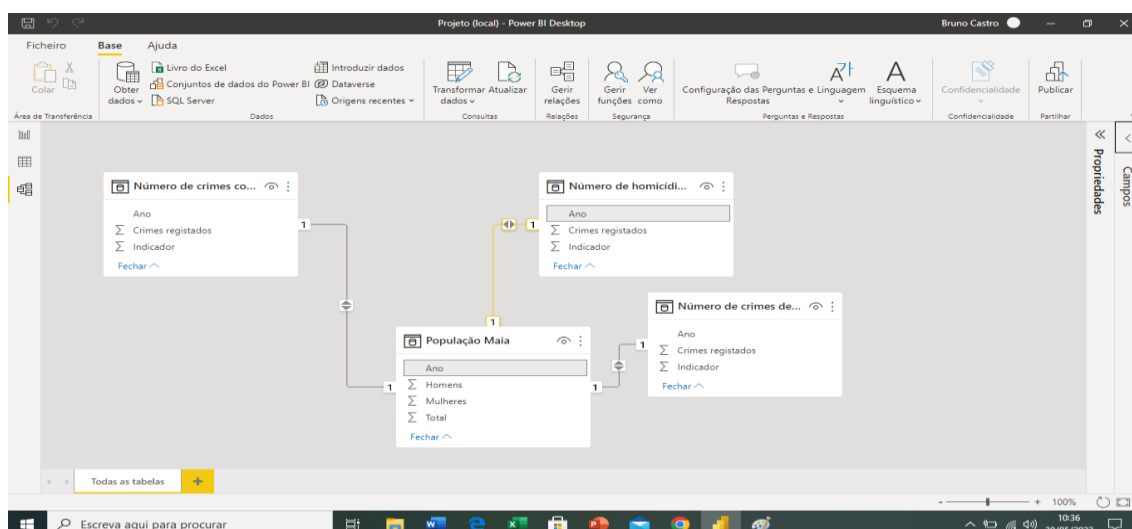 Projeto (local) - Power BI Desktop
Bruno Castro
Ficheiro Base Ajuda
Colar
Área de Transferência
Obter dados
Livro do Excel
Conjuntos de dados do Power BI
SQL Server
Introduzir dados
Dataverse
Origens recentes
Dados
Transformar dados
Atualizar
Consultas
Gerir relações
Relações
Gerir funções
Ver como
Segurança
Configuração das Perguntas e Respostas
Linguagem
Esquema linguístico
Perguntas e Respostas
Confidencialidade
Confidencialidade
Publicar
Partilhar
Propriedades
Campos
Número de crimes co...
Ano
Crimes registados
Indicador
Fechar
1
Número de homicídi...
Ano
Crimes registados
Indicador
Fechar
1
1
Número de crimes de...
Ano
Crimes registados
Indicador
Fechar
1
População Maia
Ano
Homens
Mulheres
Total
Fechar
1
1
Todas as tabelas
+
- + 100%
Escreva aqui para procurar
10:36